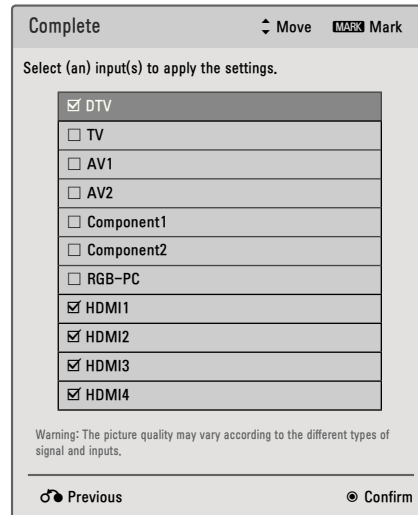 Complete Move MARK Mark
Select (an) input(s) to apply the settings.
DTV
TV
AV1
AV2
Component1
Component2
RGB-PC
HDMI1
HDMI2
HDMI3
HDMI4
Warning: The picture quality may vary according to the different types of
signal and inputs.
Previous Confirm